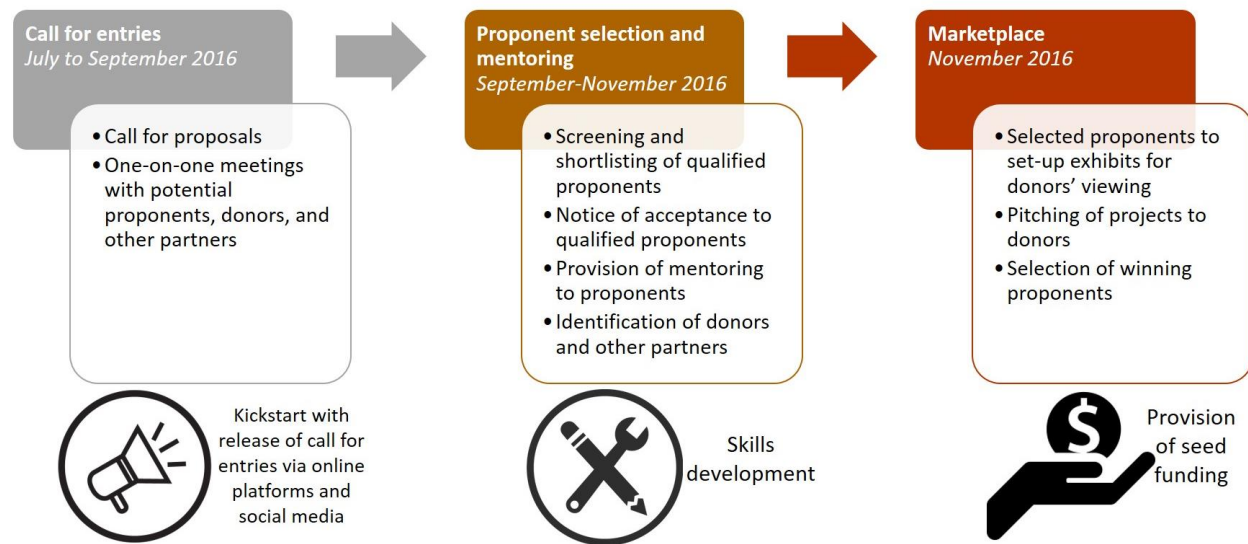 Call for entries
July to September 2016
• Call for proposals
• One-on-one meetings
with potential
proponents, donors, and
other partners
Kickstart with
release of call for
entries via online
platforms and
social media
Proponent selection and
mentoring
September-November 2016
• Screening and
shortlisting of qualified
proponents
• Notice of acceptance to
qualified proponents
• Provision of mentoring
to proponents
• Identification of donors
and other partners
Skills
development
Marketplace
November 2016
• Selected proponents to
set-up exhibits for
donors’ viewing
• Pitching of projects to
donors
• Selection of winning
proponents
$
Provision
of seed
funding